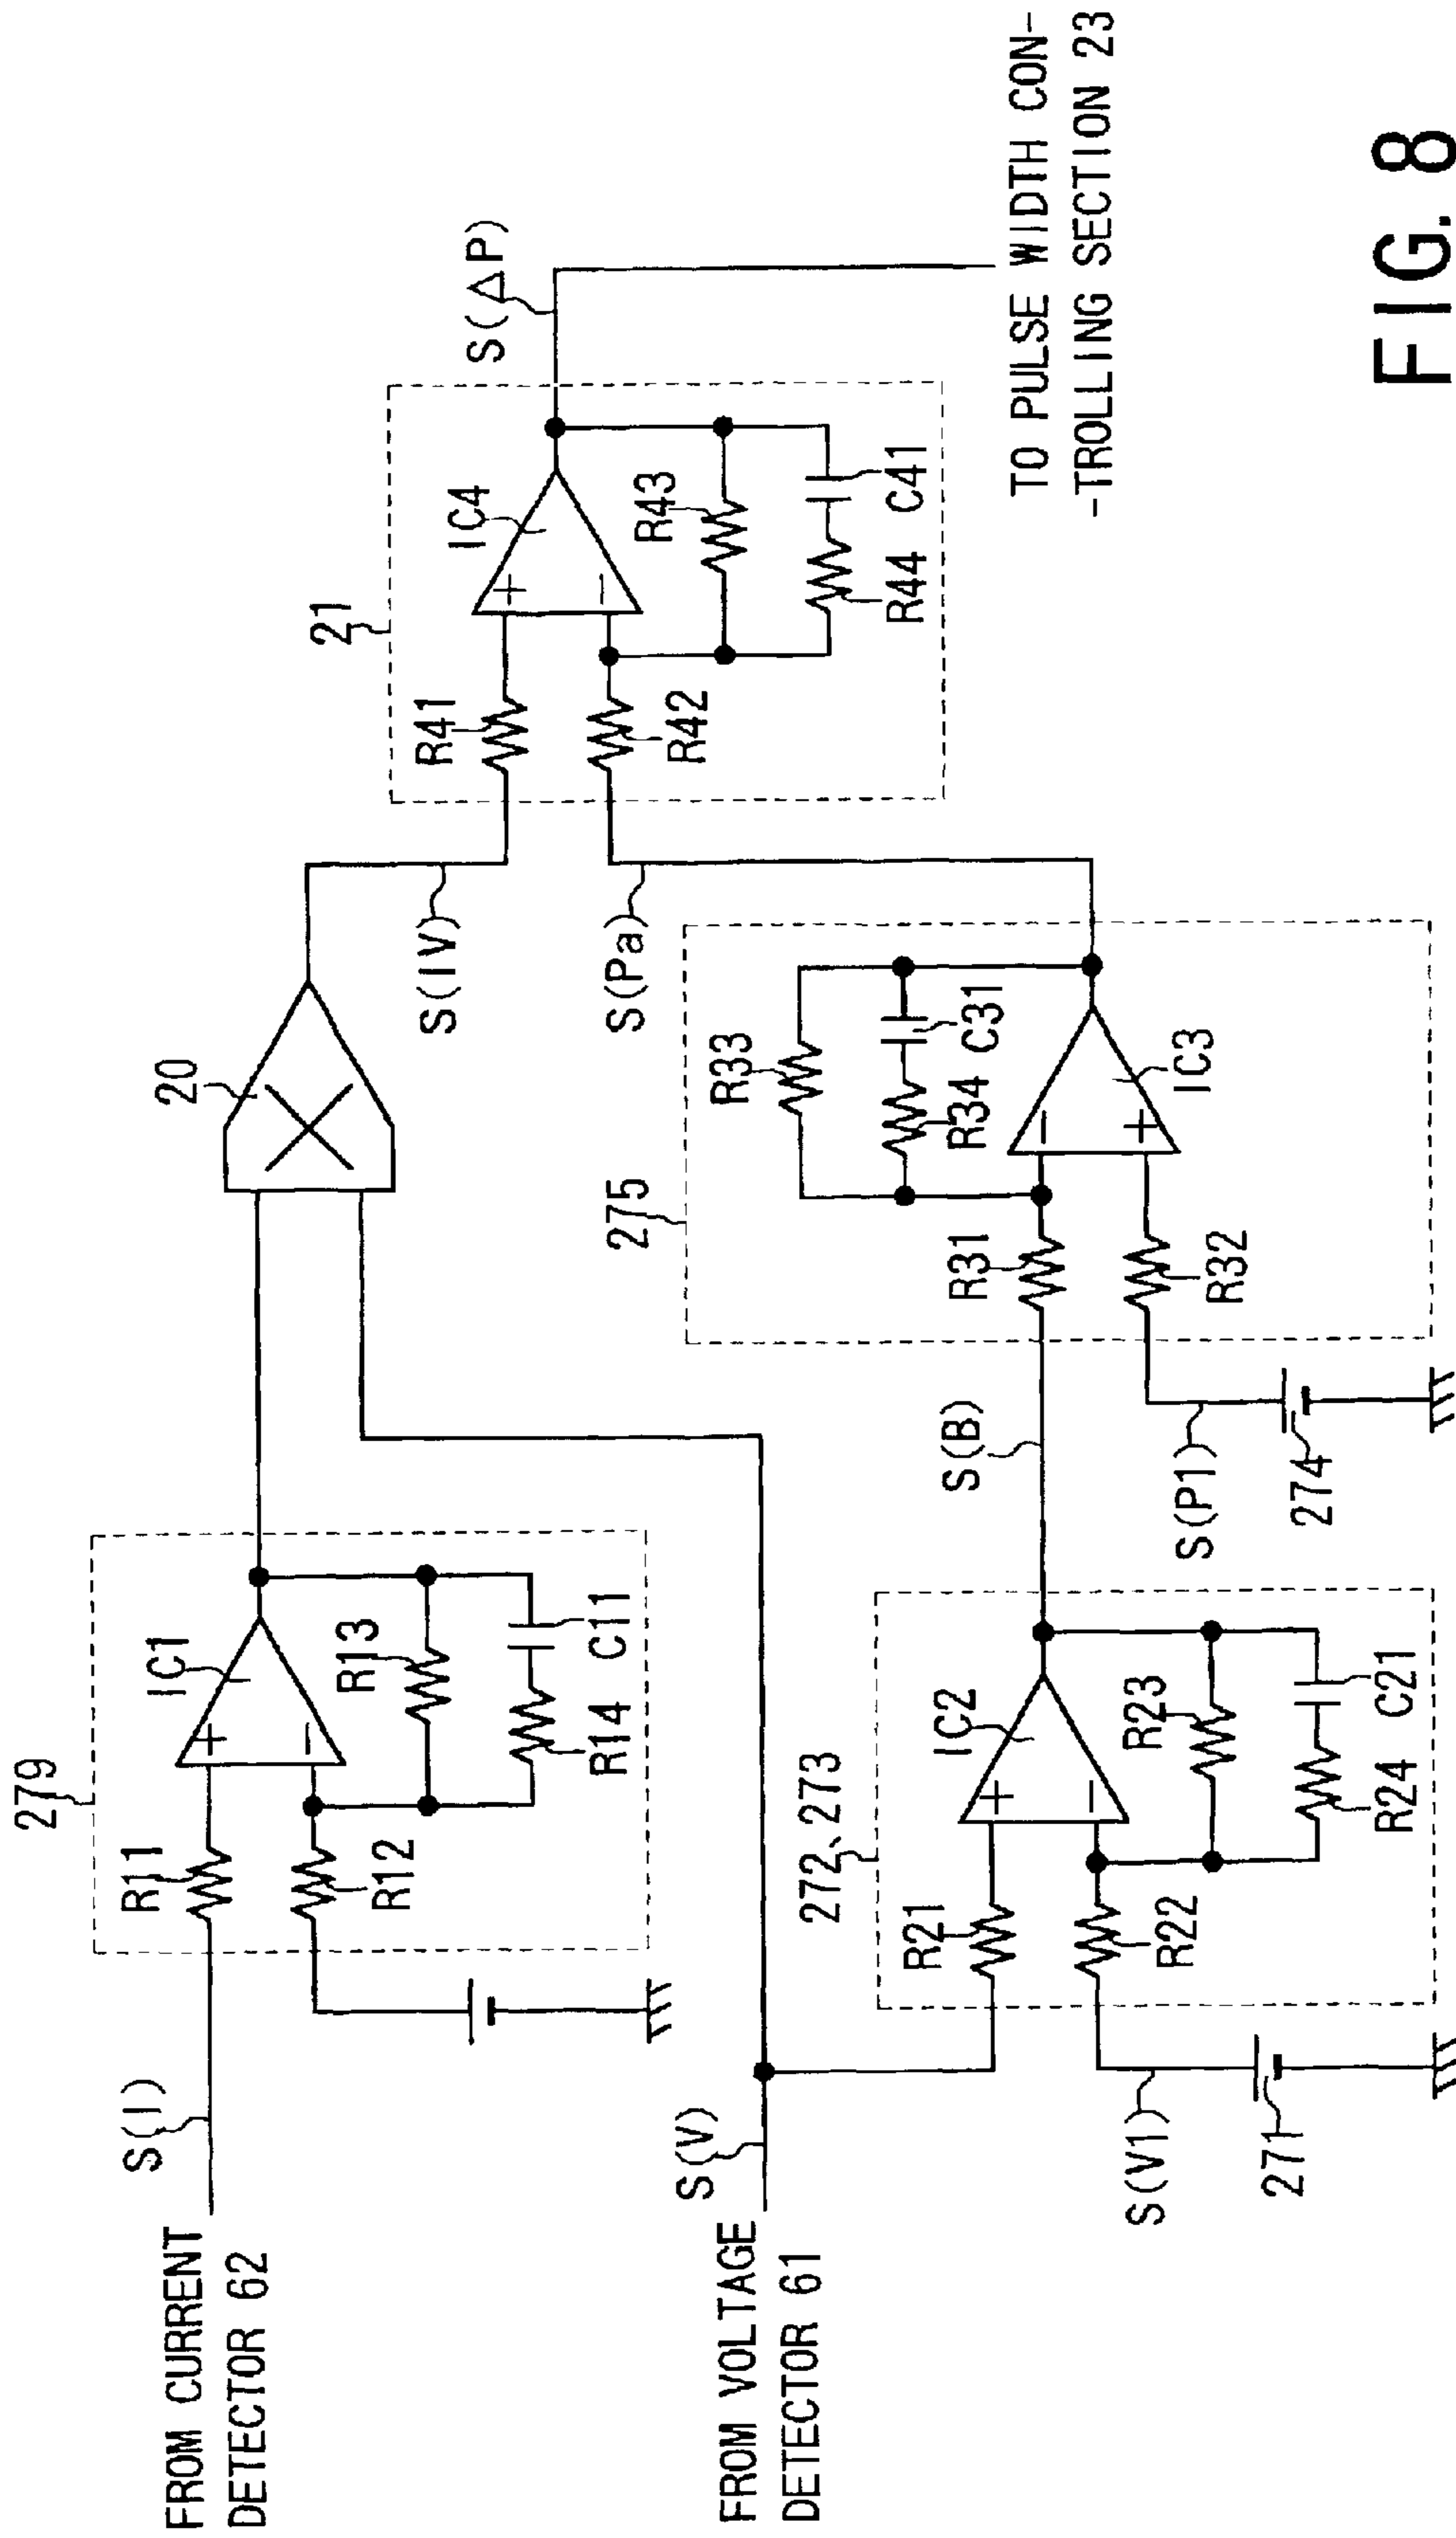 FROM CURRENT
DETECTOR 62
S(I)
279
R11
R12
IC1
R13
R14
C11
20
S(IV)
21
R41
R42
IC4
R43
R44
C41
S(ΔP)
TO PULSE WIDTH CON-
-TROLLING SECTION 23
FROM VOLTAGE
DETECTOR 61
S(V)
S(V1)
271
272、273
R21
R22
IC2
R23
R24
C21
S(B)
S(P1)
274
275
R31
R32
R33
R34
C31
IC3
S(Pa)
FIG. 8